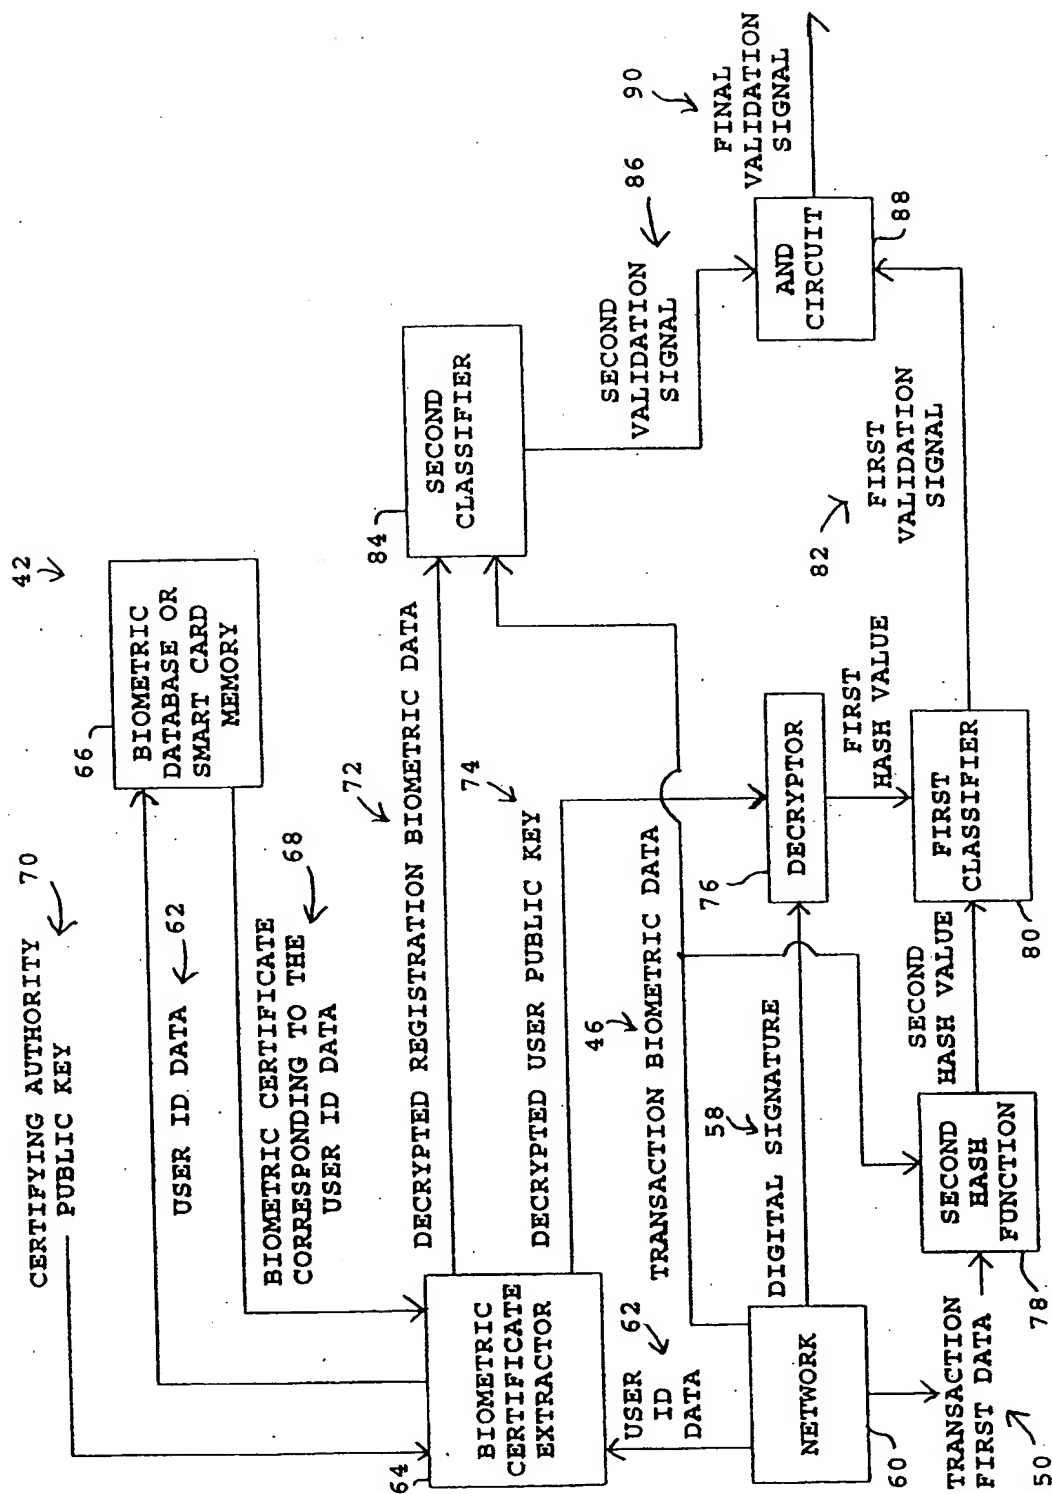 42
CERTIFYING AUTHORITY
PUBLIC KEY
70
66
BIOMETRIC
DATABASE OR
SMART CARD
MEMORY
USER ID DATA
62
BIOMETRIC CERTIFICATE
CORRESPONDING TO THE
USER ID DATA
68
72
DECRYPTED REGISTRATION BIOMETRIC DATA
84
SECOND
CLASSIFIER
64
BIOMETRIC
CERTIFICATE
EXTRACTOR
74
DECRYPTED USER PUBLIC KEY
SECOND
VALIDATION
SIGNAL
86
90
FINAL
VALIDATION
SIGNAL
USER
ID
DATA
62
46
TRANSACTION BIOMETRIC DATA
76
DECRYPTOR
AND
CIRCUIT
88
NETWORK
60
58
DIGITAL SIGNATURE
FIRST
HASH VALUE
82
FIRST
VALIDATION
SIGNAL
SECOND
HASH VALUE
FIRST
CLASSIFIER
80
SECOND
HASH
FUNCTION
78
TRANSACTION
FIRST DATA
50